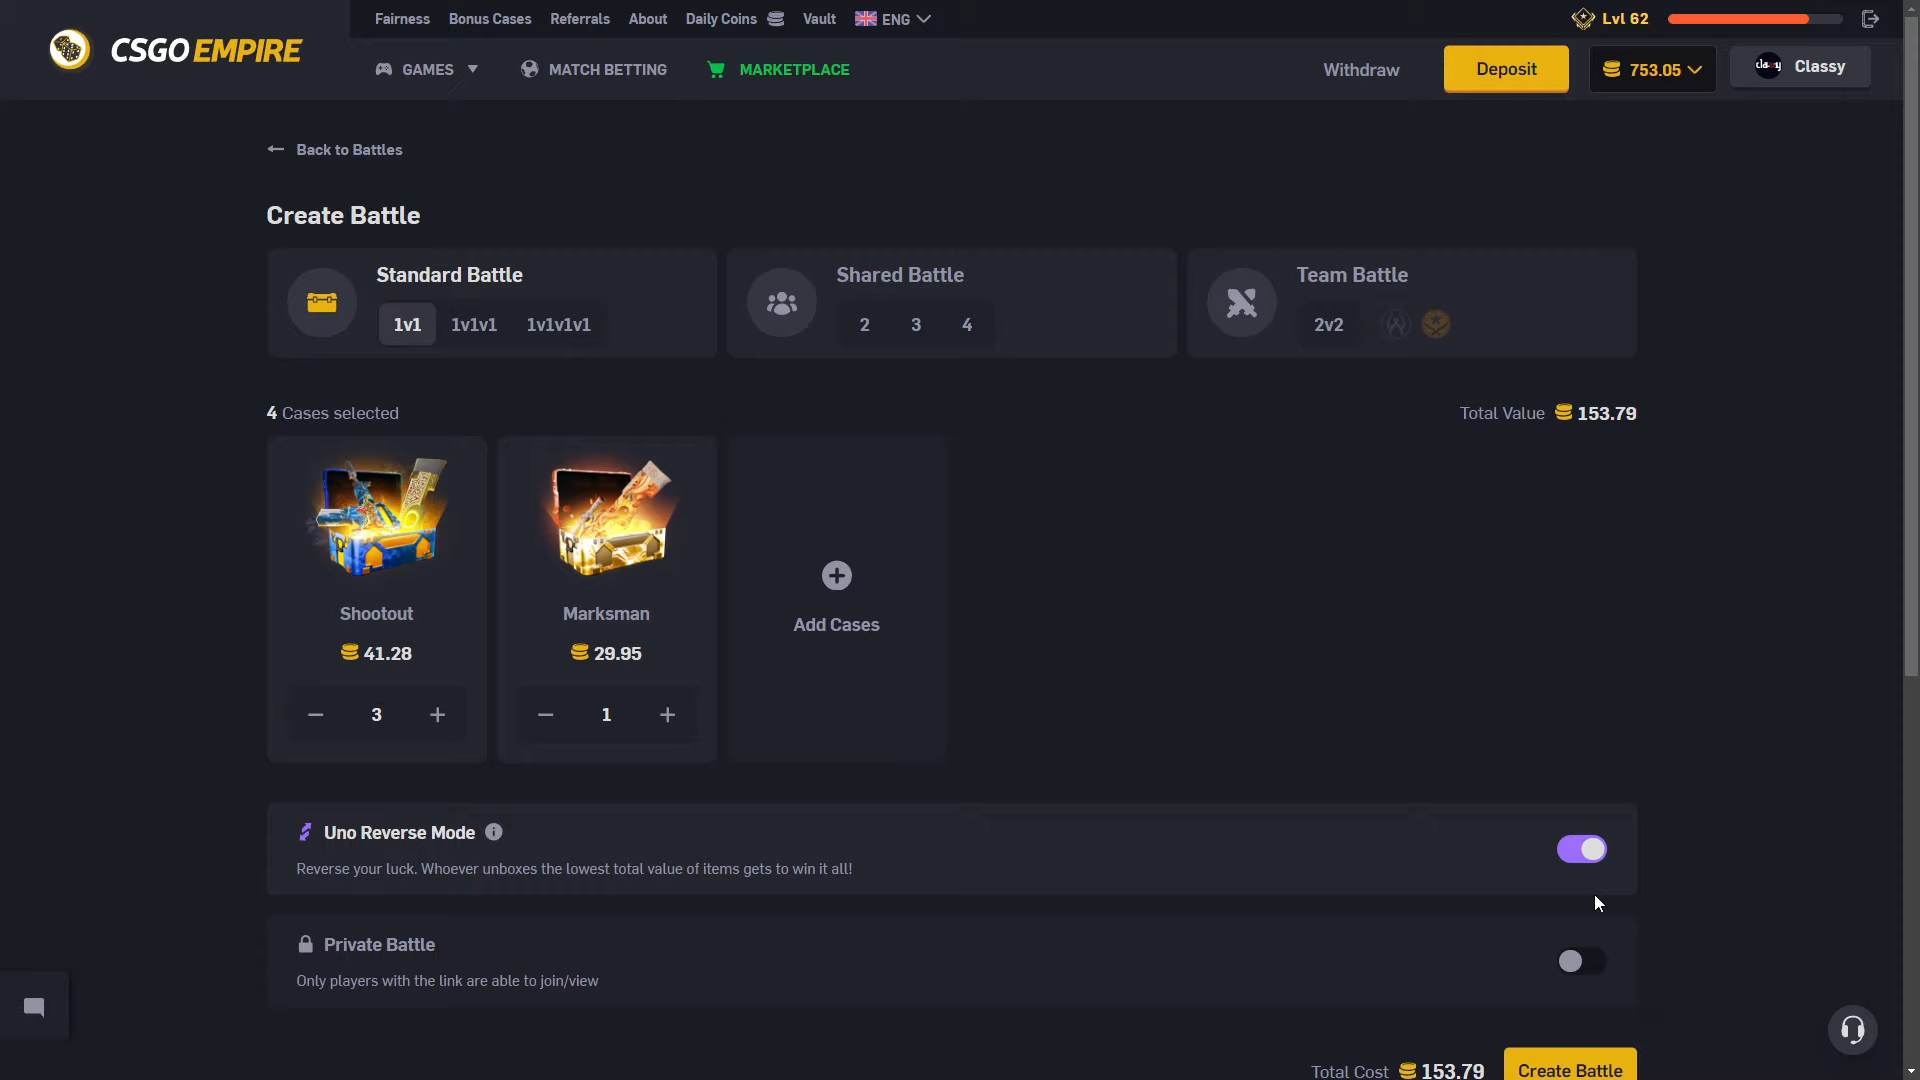 Fairness Bonus Cases Referrals About Daily Coins Vault ENG
Lvl 62
CSGOEMPIRE
GAMES MATCH BETTING MARKETPLACE
Withdraw Deposit 753.05 Classy
Back to Battles
Create Battle
Standard Battle
1v1 1v1v1 1v1v1v1
Shared Battle
2 3 4
Team Battle
2v2
4 Cases selected
Total Value 153.79
Shootout
41.28
3
Marksman
29.95
1
Add Cases
Uno Reverse Mode
Reverse your luck. Whoever unboxes the lowest total value of items gets to win it all!
Private Battle
Only players with the link are able to join/view
Total Cost 153.79 Create Battle